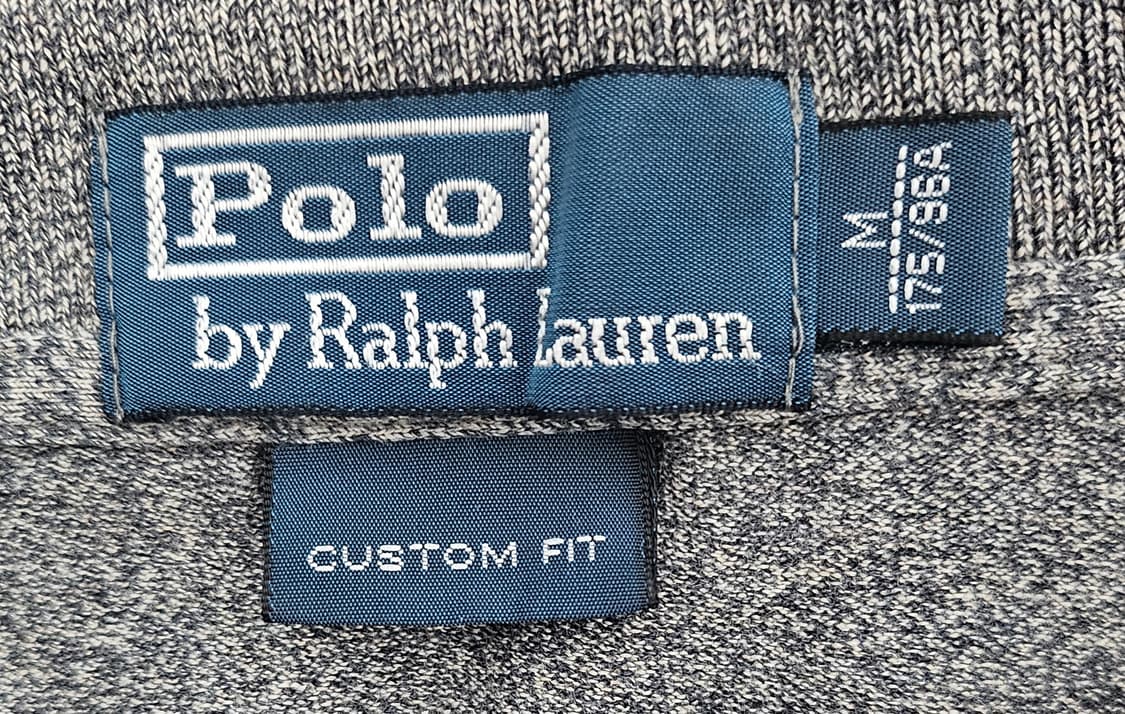 Polo
by Ralph Lauren
M
175/96A
CUSTOM FIT